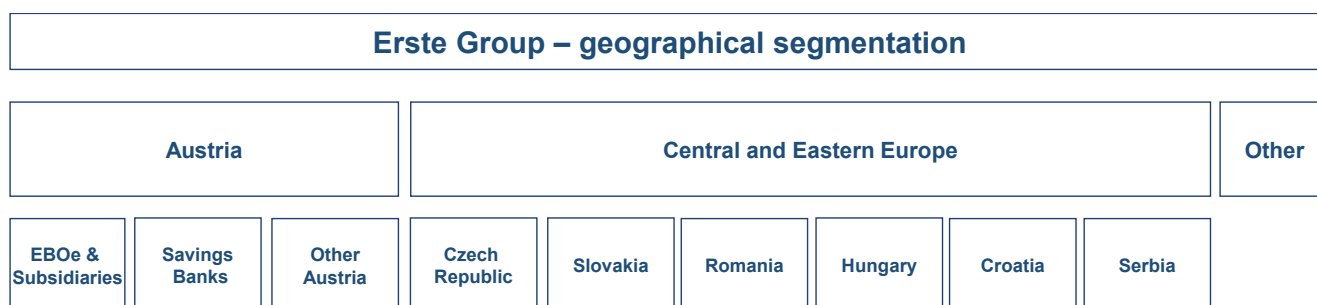 Erste Group – geographical segmentation
Austria
Central and Eastern Europe
Other
EBOe &
Subsidiaries
Savings
Banks
Other
Austria
Czech
Republic
Slovakia
Romania
Hungary
Croatia
Serbia